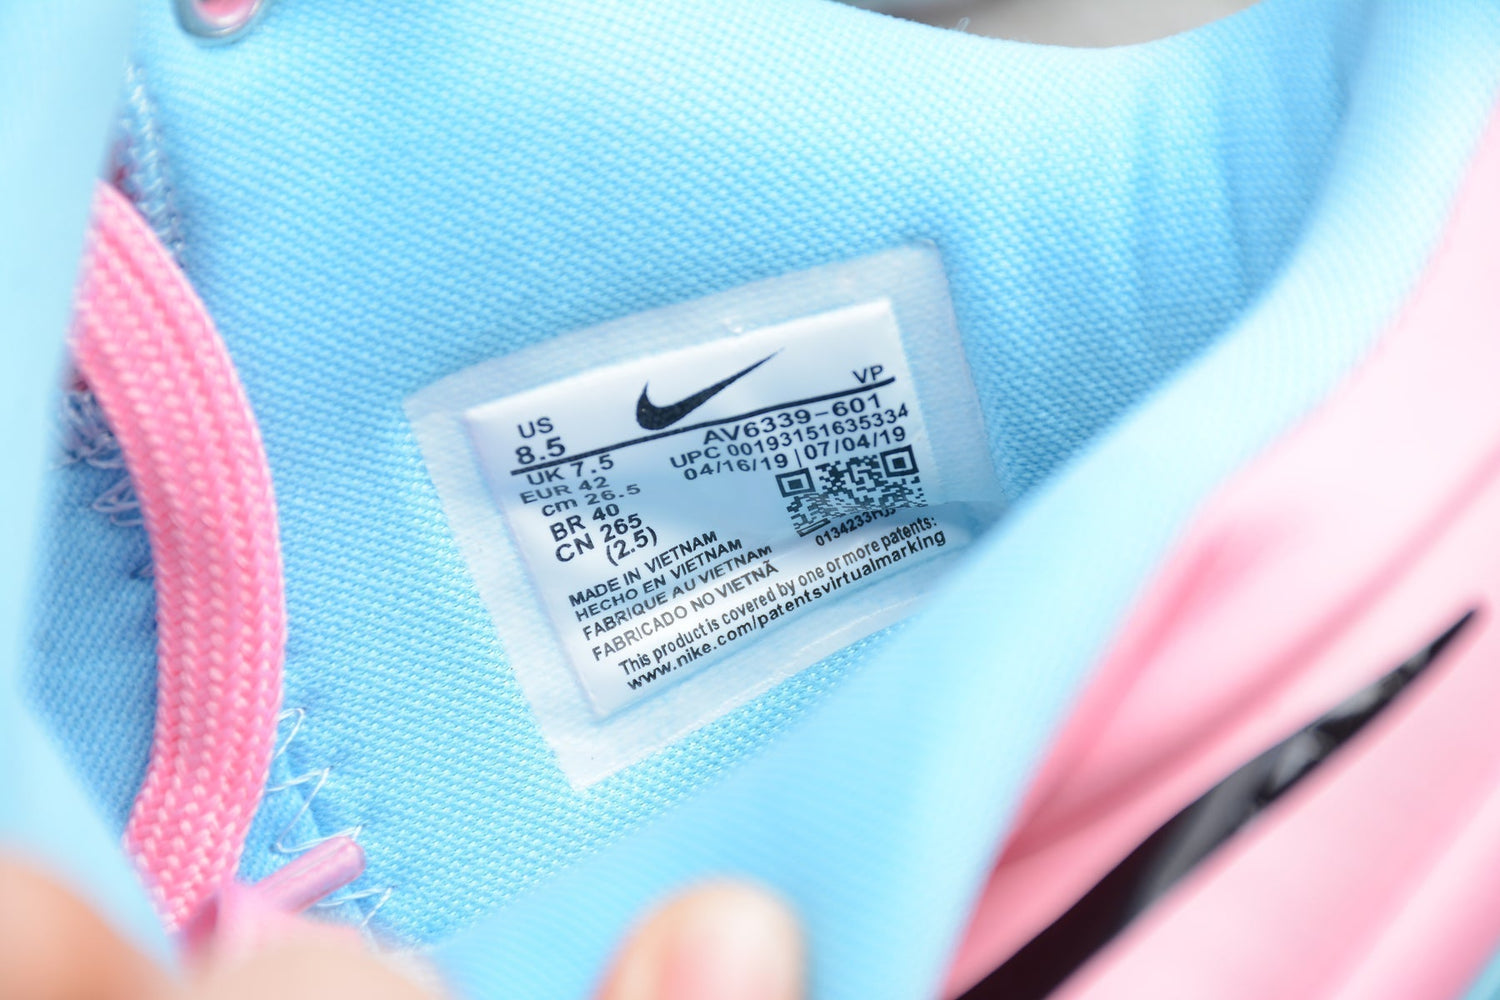 VP
US
8.5
AV6339-601
UK 7.5
UPC 00193151635334
EUR 42
04/16/19 | 07/04/19
cm 26.5
BR 40
CN 265
(2.5)
MADE IN VIETNAM
HECHO EN VIETNAM
FABRIQUE AU VIETNAM
FABRICADO NO VIETNÃ
This product is covered by one or more patents:
www.nike.com/patentsvirtualmarking